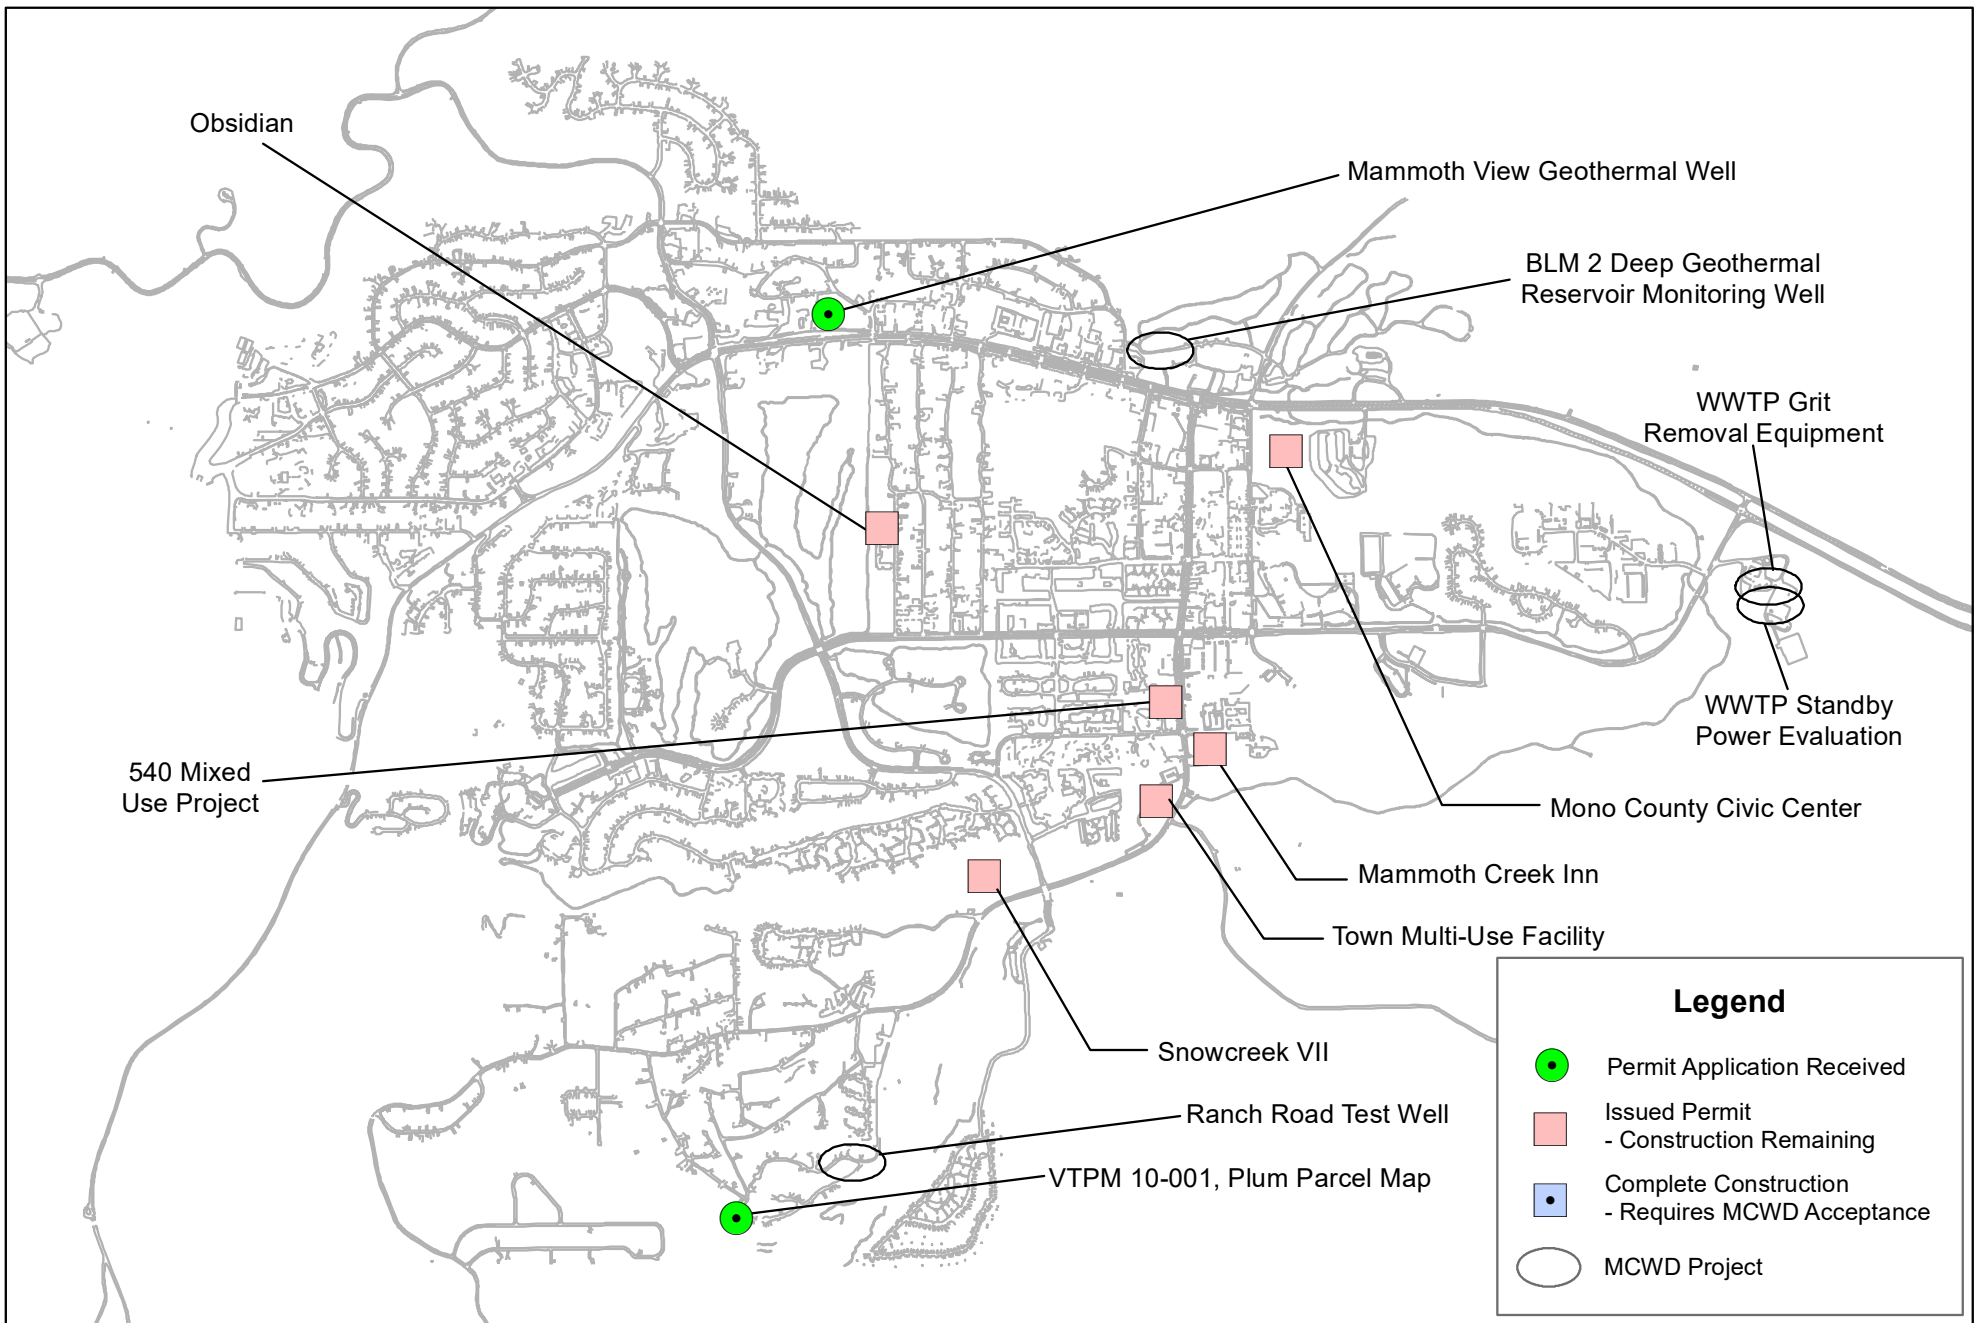 Obsidian
Mammoth View Geothermal Well
BLM 2 Deep Geothermal
Reservoir Monitoring Well
WWTP Grit
Removal Equipment
WWTP Standby
Power Evaluation
540 Mixed
Use Project
Mono County Civic Center
Mammoth Creek Inn
Town Multi-Use Facility
Snowcreek VII
Ranch Road Test Well
VTPM 10-001, Plum Parcel Map
Legend
Permit Application Received
Issued Permit
- Construction Remaining
Complete Construction
- Requires MCWD Acceptance
MCWD Project